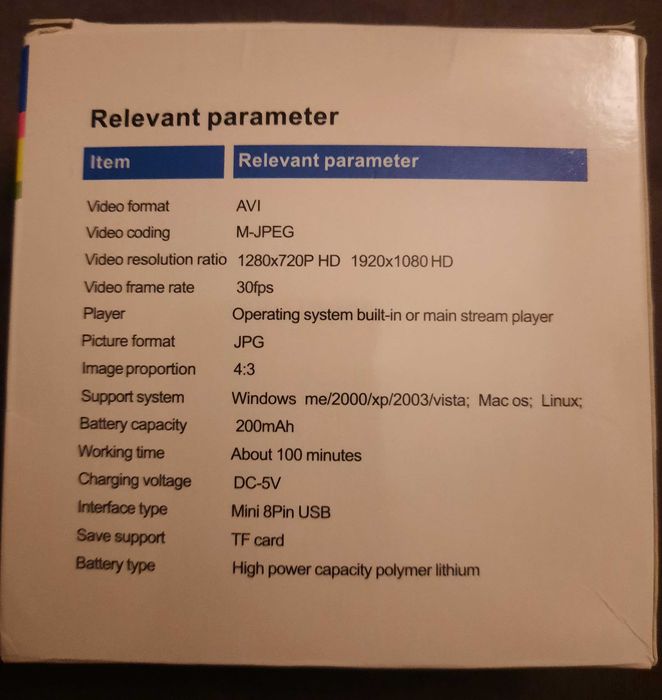 Relevant parameter
Item Relevant parameter
Video format AVI
Video coding M-JPEG
Video resolution ratio 1280x720P HD 1920x1080 HD
Video frame rate 30fps
Player Operating system built-in or main stream player
Picture format JPG
Image proportion 4:3
Support system Windows me/2000/xp/2003/vista; Mac os; Linux;
Battery capacity 200mAh
Working time About 100 minutes
Charging voltage DC-5V
Interface type Mini 8Pin USB
Save support TF card
Battery type High power capacity polymer lithium